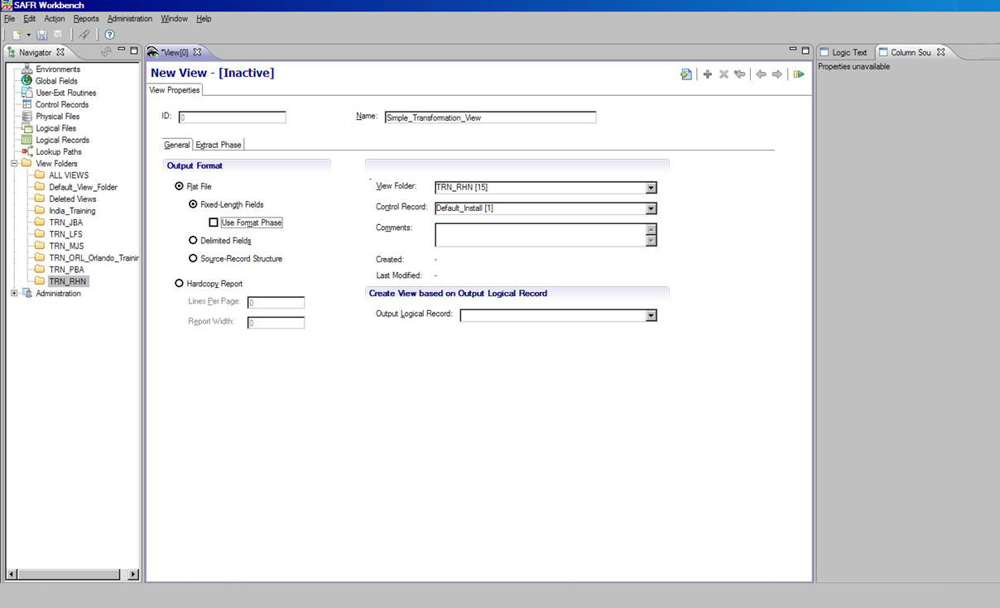 SAFR Workbench
File Edit Action Reports Administration Window Help
Navigator
Environments
Global Fields
User-Exit Routines
Control Records
Physical Files
Logical Files
Logical Records
Lookup Paths
View Folders
ALL VIEWS
Default_View_Folder
Deleted Views
India_Training
TRN_JBA
TRN_LFS
TRN_MJS
TRN_ORL_Orlando_Trainin
TRN_PBA
TRN_RHN
Administration
*View[0]
New View - [Inactive]
View Properties
ID: 0
Name: Simple_Transformation_View
General Extract Phase
Output Format
Flat File
Fixed-Length Fields
Use Format Phase
Delimited Fields
Source-Record Structure
Hardcopy Report
Lines Per Page: 0
Report Width: 0
View Folder: TRN_RHN [15]
Control Record: Default_Install [1]
Comments:
Created: -
Last Modified: -
Create View based on Output Logical Record
Output Logical Record:
Logic Text Column Sou
Properties unavailable